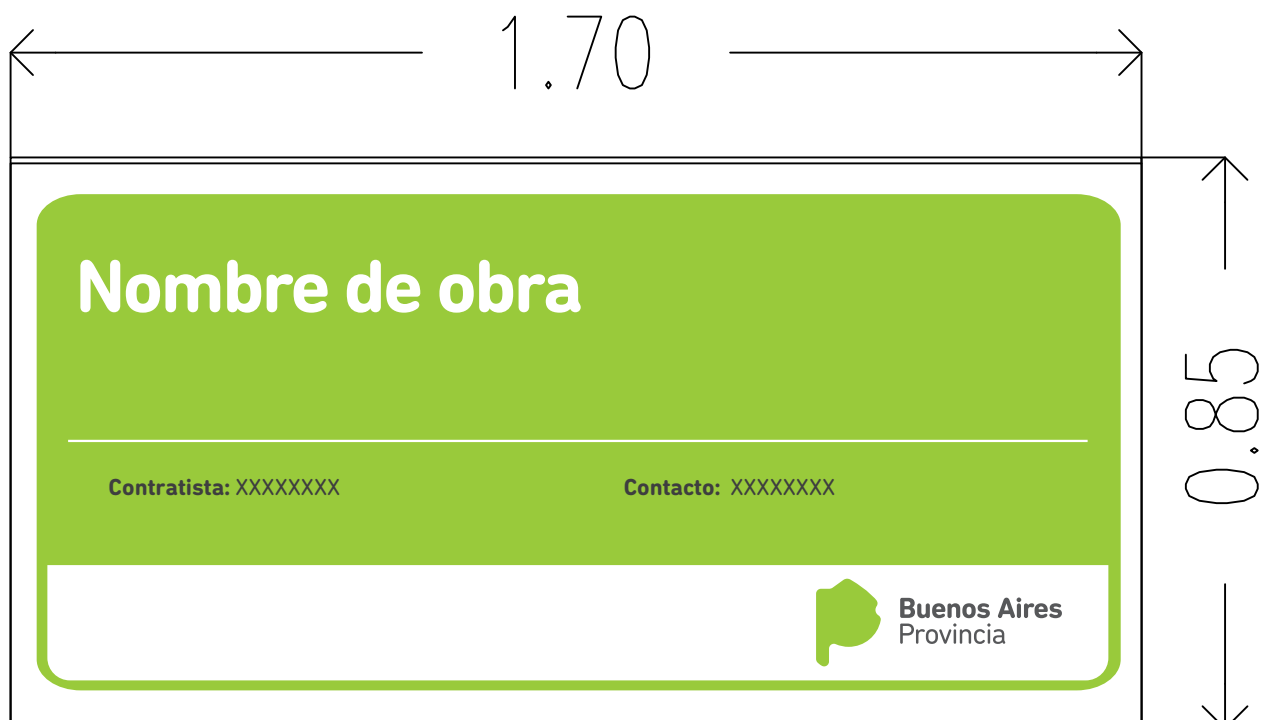 1.70
Nombre de obra
0.85
Contratista: XXXXXXXX
Contacto: XXXXXXXX
Buenos Aires
Provincia